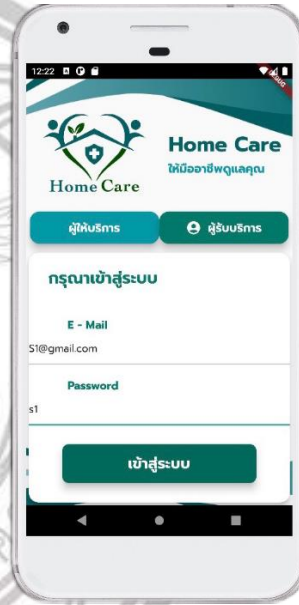 12:22
DEBUG
Home Care
ให้มืออาชีพดูแลคุณ
Home Care
ผู้ให้บริการ
ผู้รับบริการ
กรุณาเข้าสู่ระบบ
E - Mail
S1@gmail.com
Password
s1
เข้าสู่ระบบ